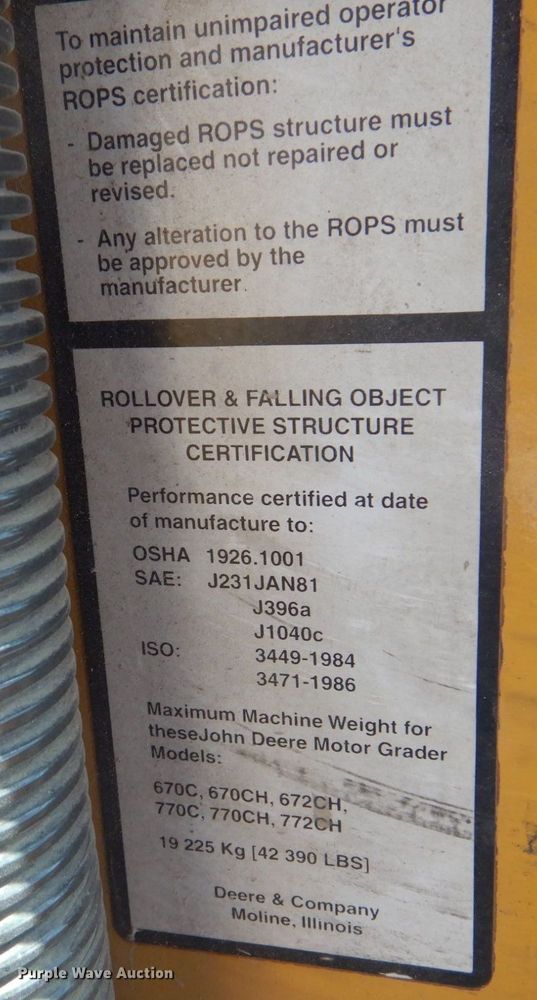 To maintain unimpaired operator
protection and manufacturer's
ROPS certification:
- Damaged ROPS structure must
be replaced not repaired or
revised.
- Any alteration to the ROPS must
be approved by the
manufacturer.
ROLLOVER & FALLING OBJECT
PROTECTIVE STRUCTURE
CERTIFICATION
Performance certified at date
of manufacture to:
OSHA 1926.1001
SAE: J231JAN81
J396a
J1040c
ISO: 3449-1984
3471-1986
Maximum Machine Weight for
theseJohn Deere Motor Grader
Models:
670C, 670CH, 672CH,
770C, 770CH, 772CH
19 225 Kg [42 390 LBS]
Deere & Company
Moline, Illinois
Purple Wave Auction